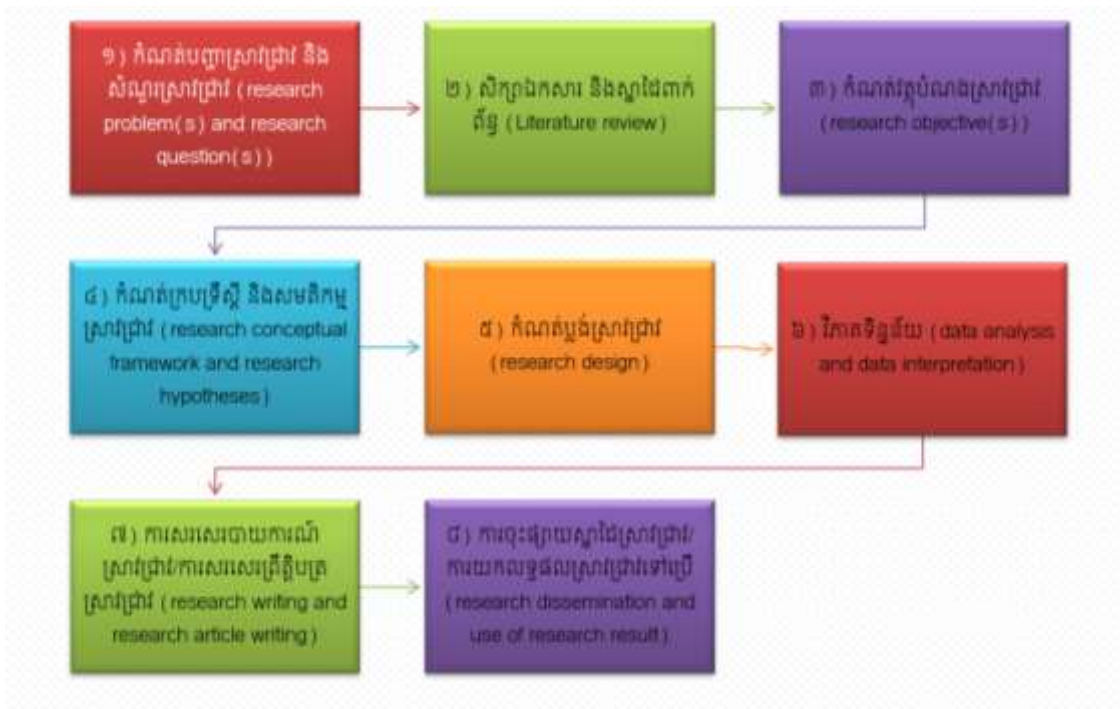 ១) កំណត់បញ្ហាស្រាវជ្រាវ និង
សំណួរស្រាវជ្រាវ (research
problem(s) and research
question(s))
២) សិក្សាឯកសារ និងស្នាដៃពាក់
ព័ន្ធ (Literature review)
៣) កំណត់វត្ថុបំណងស្រាវជ្រាវ
(research objective(s))
៤) កំណត់ក្របទ្រឹស្តី និងសមតិកម្ម
ស្រាវជ្រាវ (research conceptual
framework and research
hypotheses)
៥) កំណត់ប្លង់ស្រាវជ្រាវ
(research design)
៦) វិភាគទិន្នន័យ (data analysis
and data interpretation)
៧) ការសរសេរបាយការណ៍
ស្រាវជ្រាវ/ការសរសេរព្រឹត្តិបត្រ
ស្រាវជ្រាវ (research writing and
research article writing)
៨) ការចុះផ្សាយស្នាដៃស្រាវជ្រាវ/
ការយកលទ្ធផលស្រាវជ្រាវទៅប្រើ
(research dissemination and
use of research result)